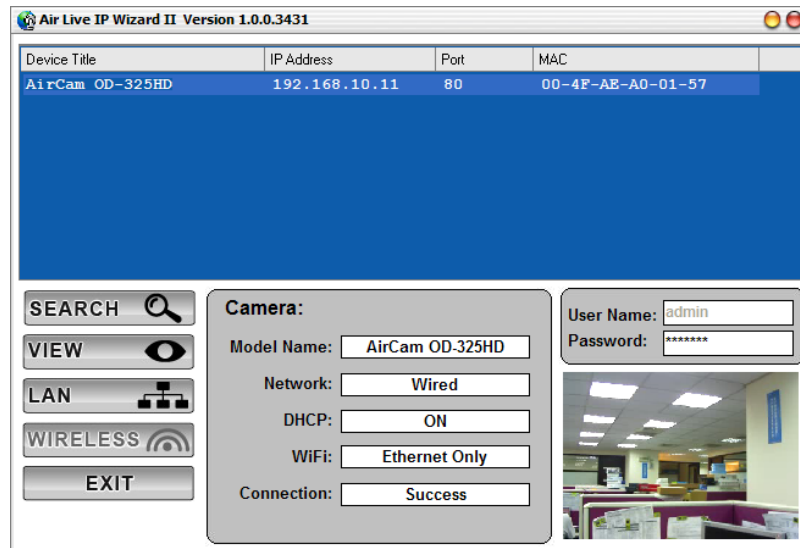 Air Live IP Wizard II Version 1.0.0.3431
Device Title IP Address Port MAC
AirCam OD-325HD 192.168.10.11 80 00-4F-AE-A0-01-57
SEARCH
VIEW
LAN
WIRELESS
EXIT
Camera:
Model Name: AirCam OD-325HD
Network: Wired
DHCP: ON
WiFi: Ethernet Only
Connection: Success
User Name: admin
Password: *******